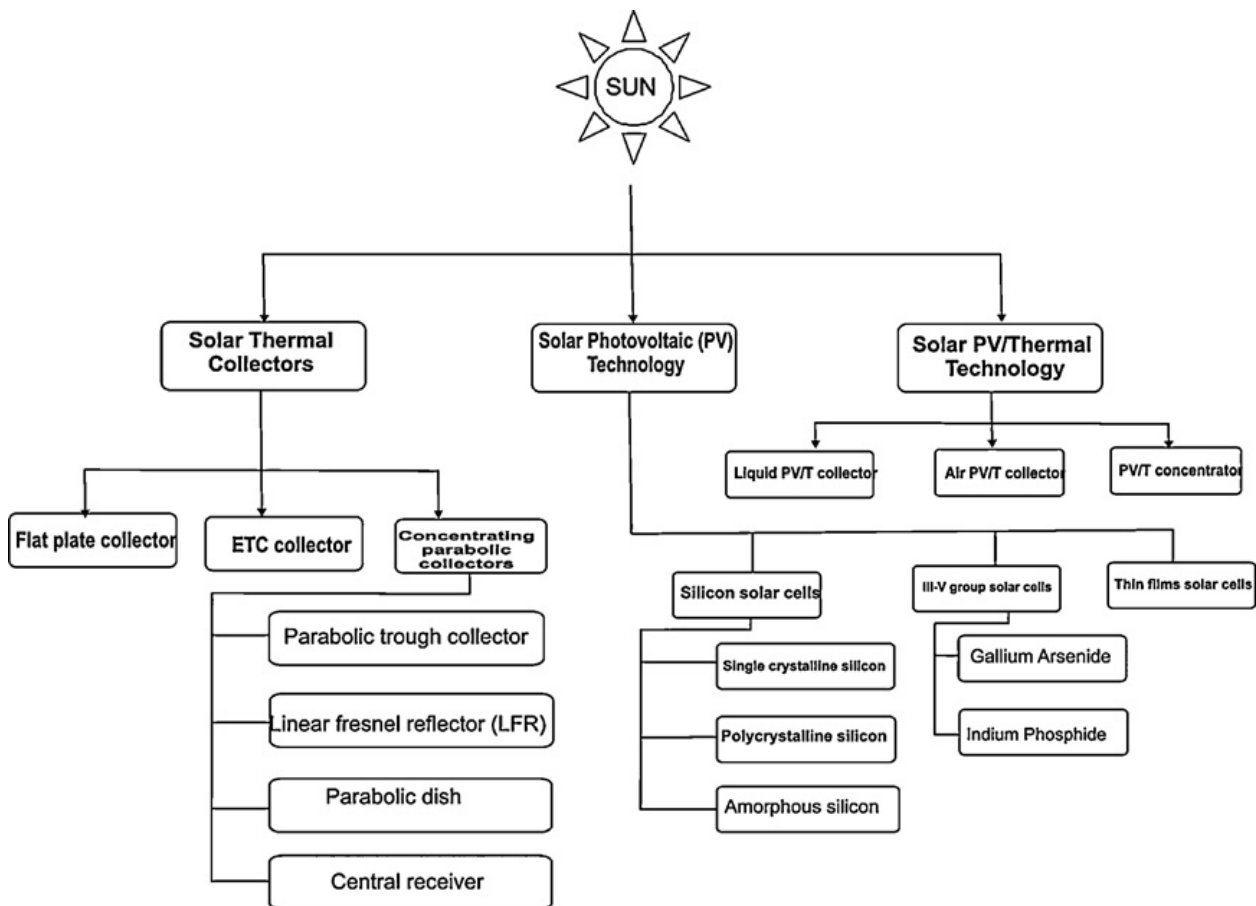 SUN
Solar Thermal
Collectors
Solar Photovoltaic (PV)
Technology
Solar PV/Thermal
Technology
Liquid PV/T collector
Air PV/T collector
PV/T concentrator
Flat plate collector
ETC collector
Concentrating
parabolic
collectors
Silicon solar cells
III-V group solar cells
Thin films solar cells
Parabolic trough collector
Linear fresnel reflector (LFR)
Parabolic dish
Central receiver
Single crystalline silicon
Polycrystalline silicon
Amorphous silicon
Gallium Arsenide
Indium Phosphide